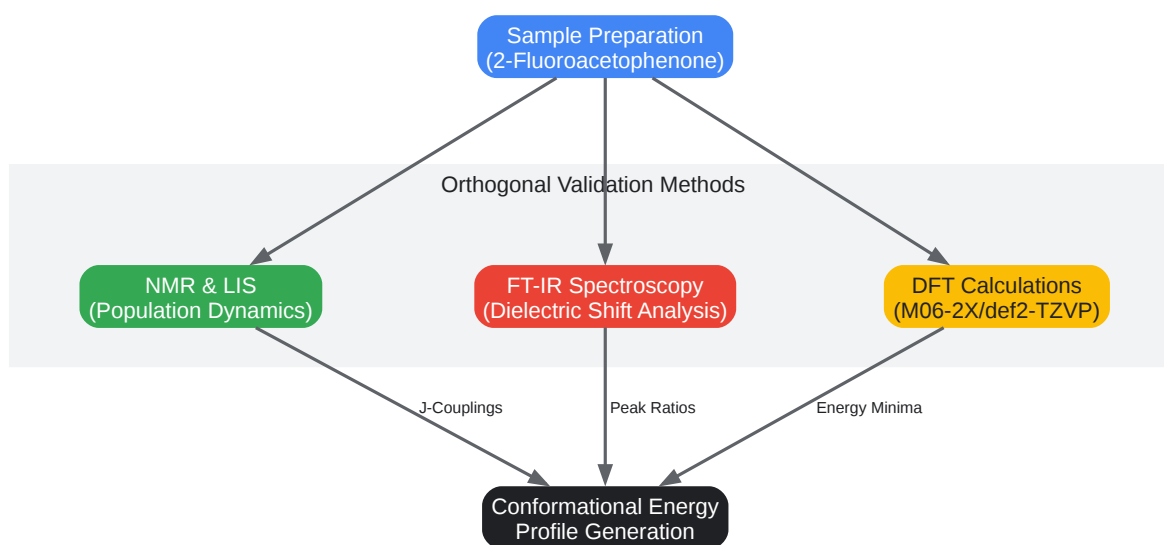 Sample Preparation
(2-Fluoroacetophenone)
Orthogonal Validation Methods
NMR & LIS
(Population Dynamics)
FT-IR Spectroscopy
(Dielectric Shift Analysis)
DFT Calculations
(M06-2X/def2-TZVP)
J-Couplings
Peak Ratios
Energy Minima
Conformational Energy
Profile Generation